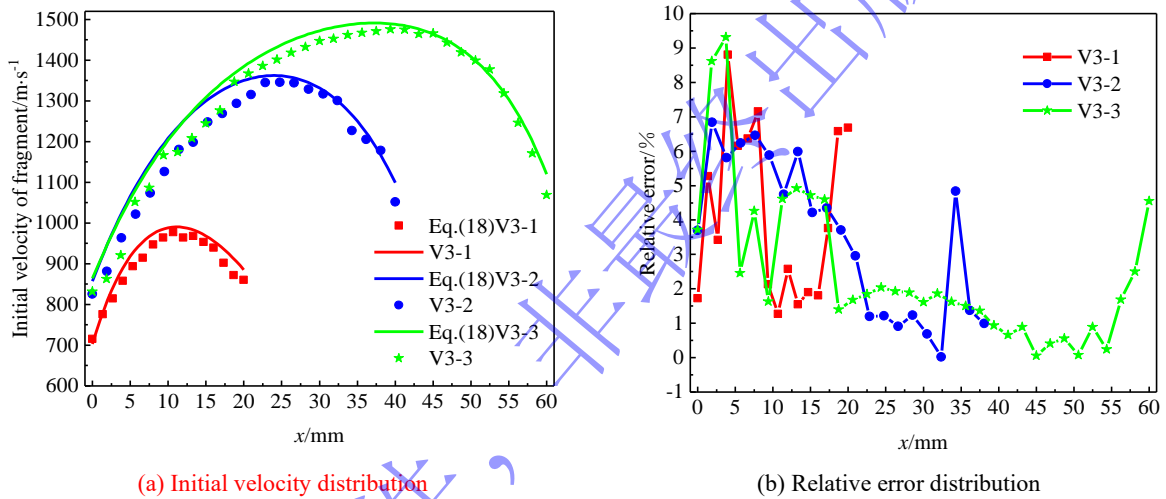 1500
1400
1300
1200
1100
1000
900
800
700
600
Initial velocity of fragment/m·s⁻¹
0 5 10 15 20 25 30 35 40 45 50 55 60
x/mm
Eq.(18)V3-1
V3-1
Eq.(18)V3-2
V3-2
Eq.(18)V3-3
V3-3
(a) Initial velocity distribution
10
9
8
7
6
5
4
3
2
1
0
-1
Relative error/%
0 5 10 15 20 25 30 35 40 45 50 55 60
x/mm
V3-1
V3-2
V3-3
(b) Relative error distribution
非最终出